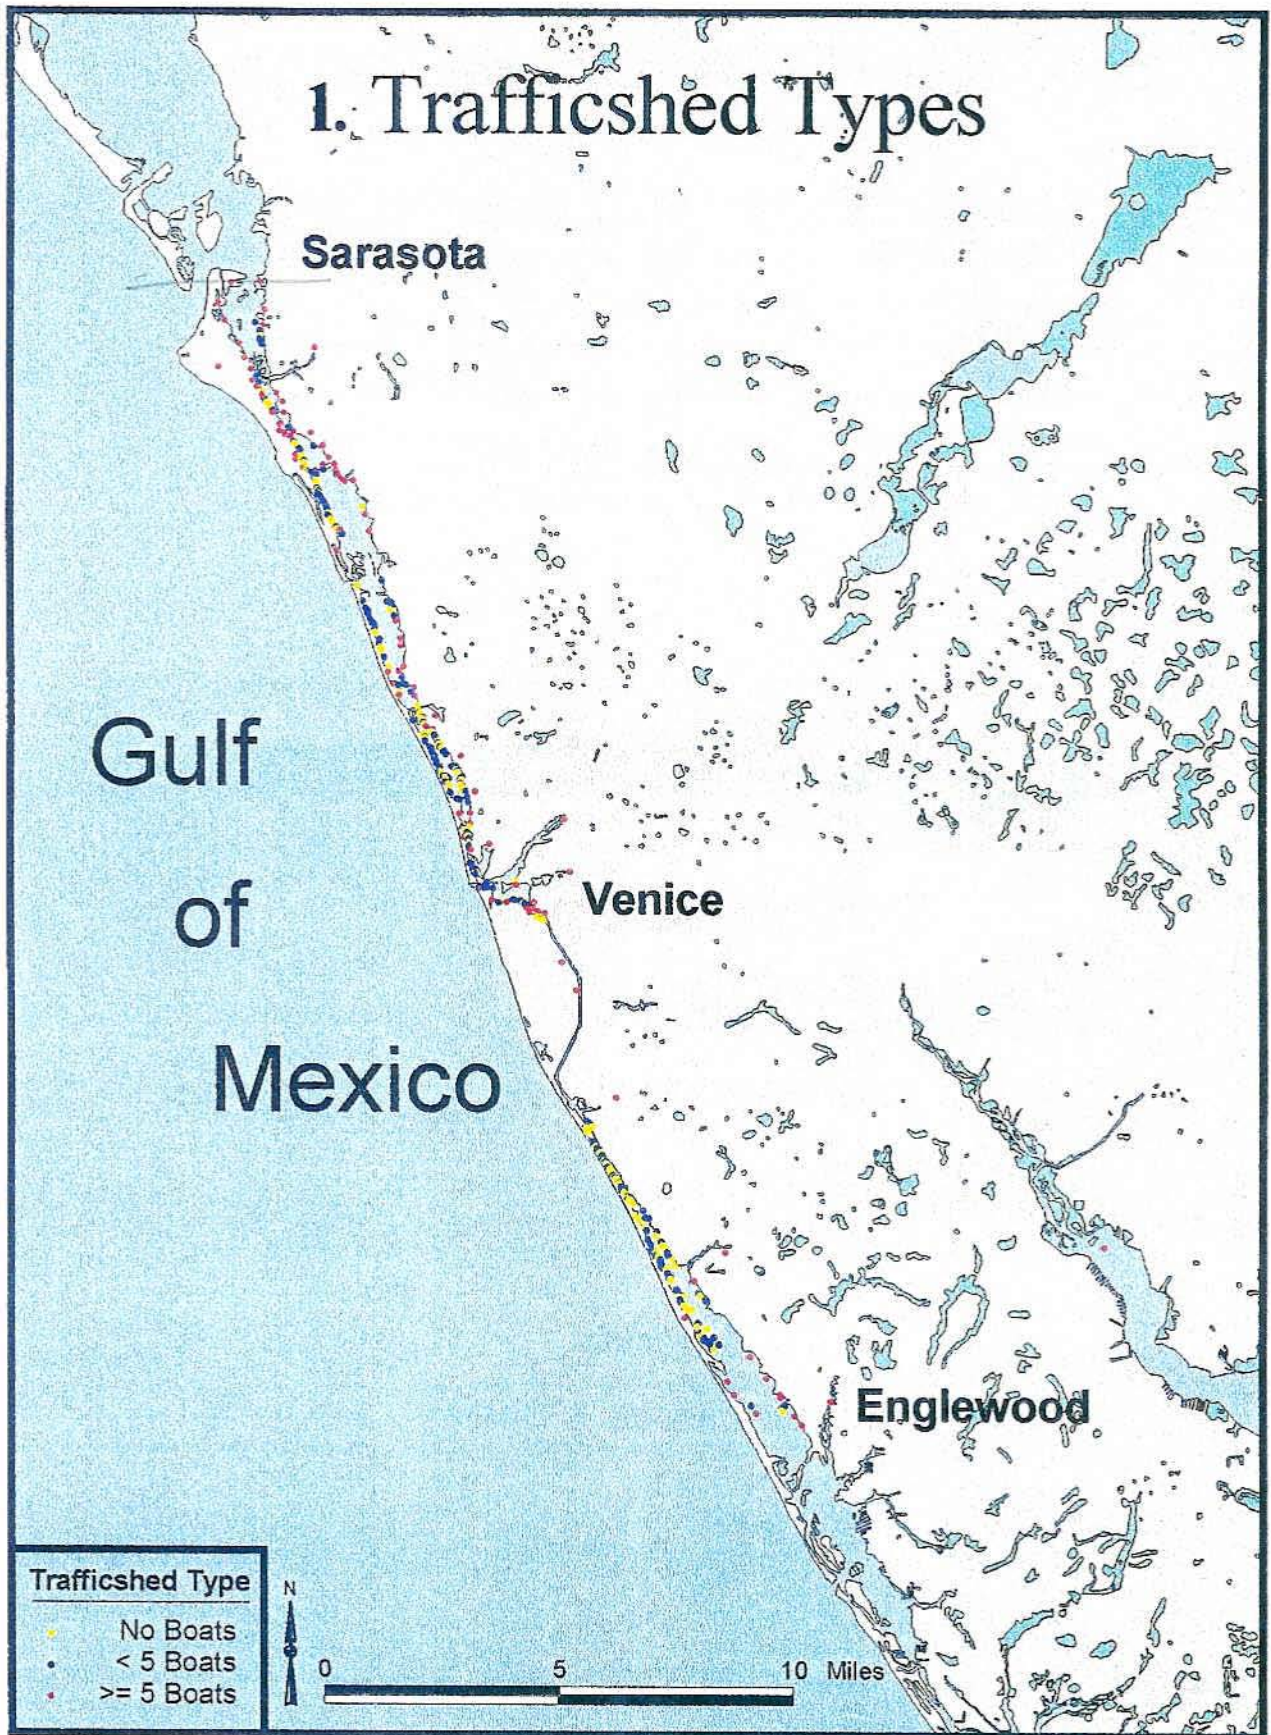 1. Trafficshed Types
Sarasota
Gulf
of
Mexico
Venice
Englewood
Trafficshed Type
No Boats
< 5 Boats
>= 5 Boats
N
0 5 10 Miles